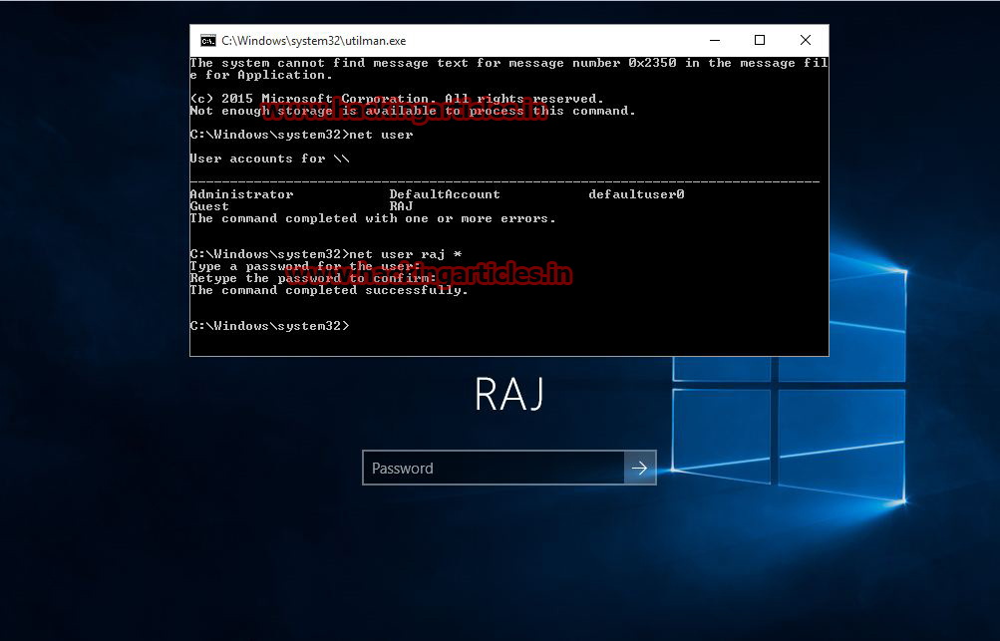 C:\Windows\system32\utilman.exe
The system cannot find message text for message number 0x2350 in the message fil
e for Application.
(c) 2015 Microsoft Corporation. All rights reserved.
www.hackingarticles.in
Not enough storage is available to process this command.
C:\Windows\system32>net user
User accounts for \\
Administrator DefaultAccount defaultuser0
Guest RAJ
The command completed with one or more errors.
C:\Windows\system32>net user raj *
Type a password for the user:
www.hackingarticles.in
Retype the password to confirm:
The command completed successfully.
C:\Windows\system32>
RAJ
Password